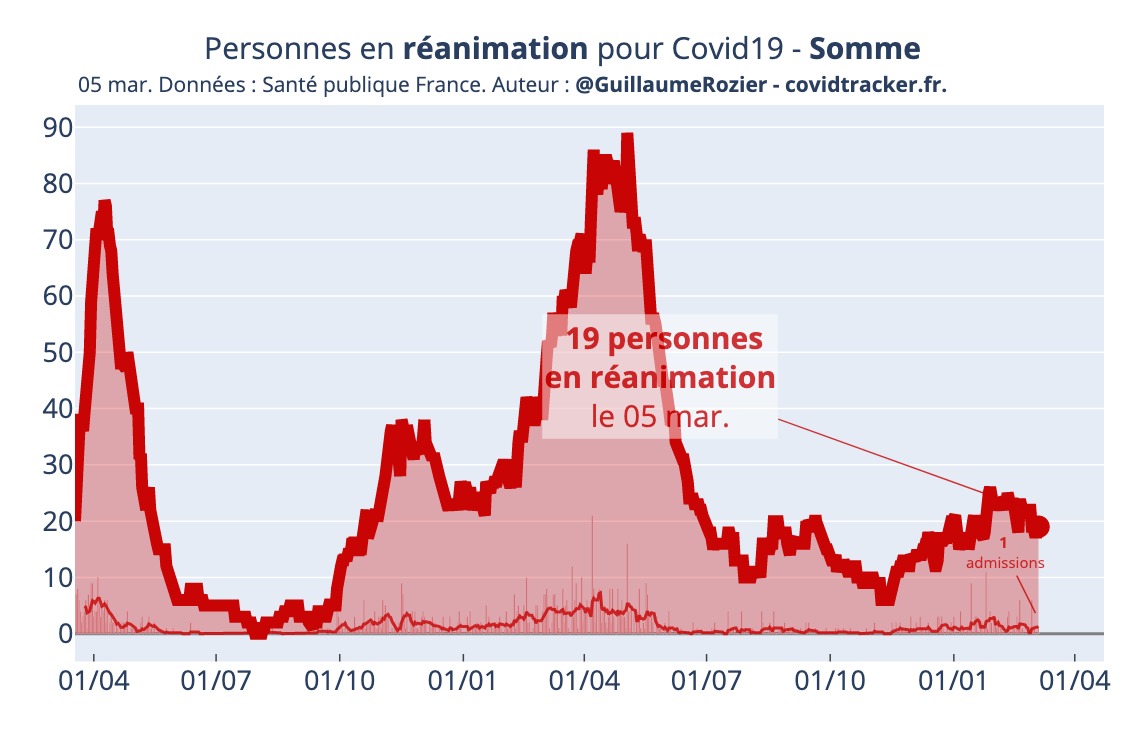 Personnes en réanimation pour Covid19 - Somme
05 mar. Données : Santé publique France. Auteur : @GuillaumeRozier - covidtracker.fr.
90
80
70
60
50
40
30
20
10
0
19 personnes
en réanimation
le 05 mar.
1
admissions
01/04 01/07 01/10 01/01 01/04 01/07 01/10 01/01 01/04